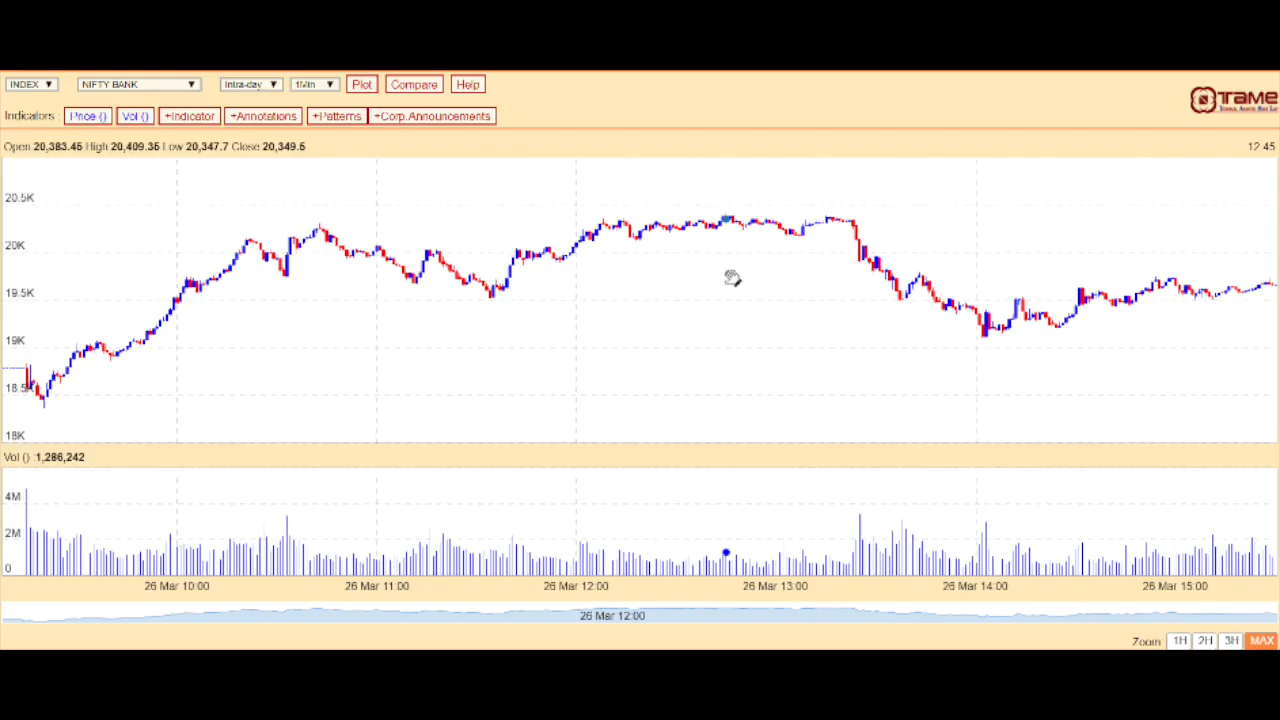 INDEX ▼ NIFTY BANK ▼ Intra-day ▼ 1Min ▼ Plot Compare Help
TAME
Indicators : Price () Vol () +Indicator +Annotations +Patterns +Corp.Announcements
Open 20,383.45 High 20,409.35 Low 20,347.7 Close 20,349.5 12:45
20.5K
20K
19.5K
19K
18.5K
18K
Vol () :1,286,242
4M
2M
0
26 Mar 10:00 26 Mar 11:00 26 Mar 12:00 26 Mar 13:00 26 Mar 14:00 26 Mar 15:00
26 Mar 12:00
Zoom: 1H 2H 3H MAX